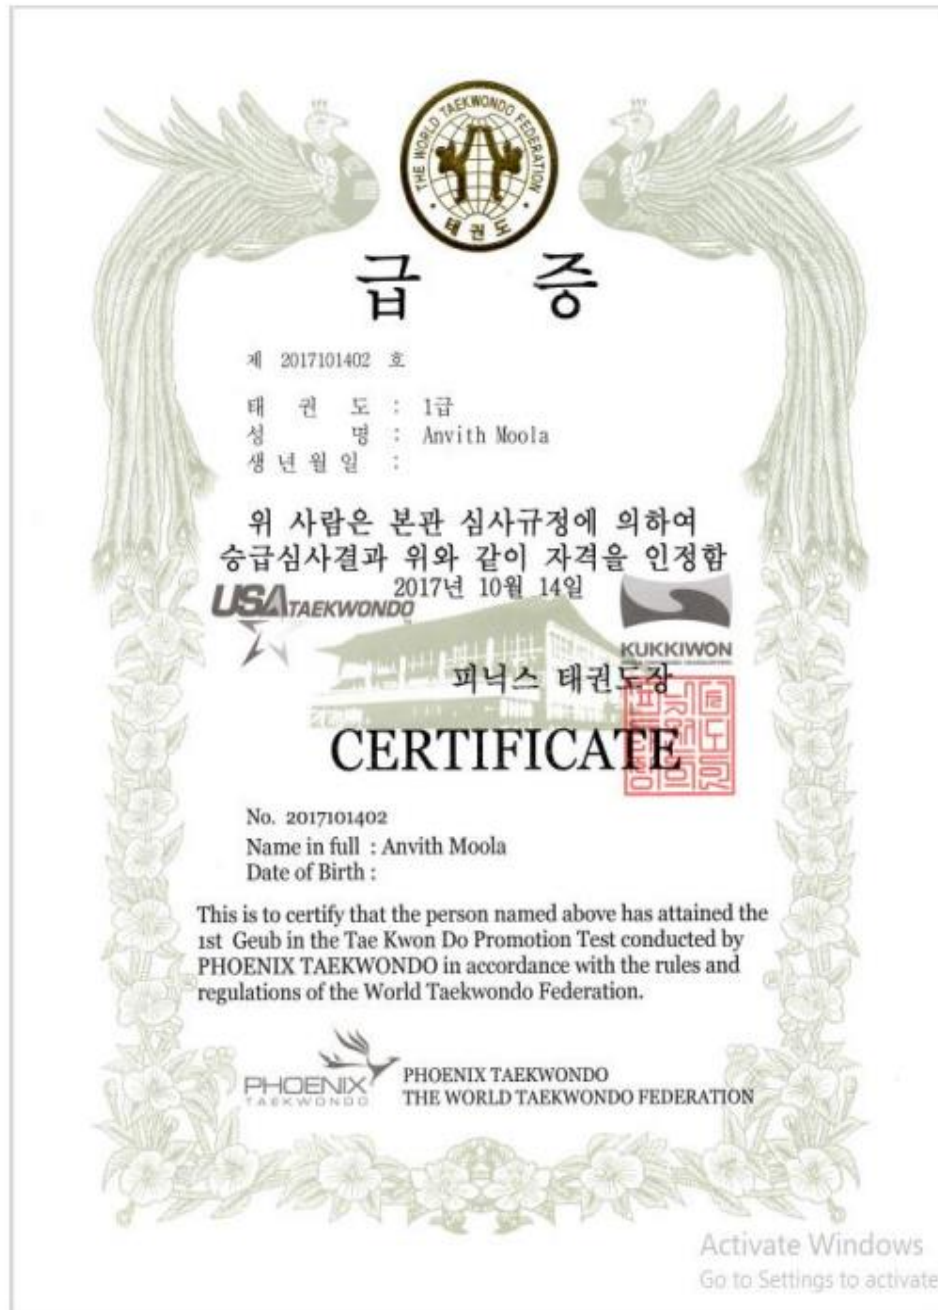 THE WORLD TAEKWONDO FEDERATION
태권도
급 증
제 2017101402 호
태 권 도 : 1급
성 명 : Anvith Moola
생년월일 :
위 사람은 본관 심사규정에 의하여
승급심사결과 위와 같이 자격을 인정함
2017년 10월 14일
USA TAEKWONDO
KUKKIWON
피닉스 태권도장
CERTIFICATE
No. 2017101402
Name in full : Anvith Moola
Date of Birth :
This is to certify that the person named above has attained the
1st Geub in the Tae Kwon Do Promotion Test conducted by
PHOENIX TAEKWONDO in accordance with the rules and
regulations of the World Taekwondo Federation.
PHOENIX
TAEKWONDO
PHOENIX TAEKWONDO
THE WORLD TAEKWONDO FEDERATION
Activate Windows
Go to Settings to activate